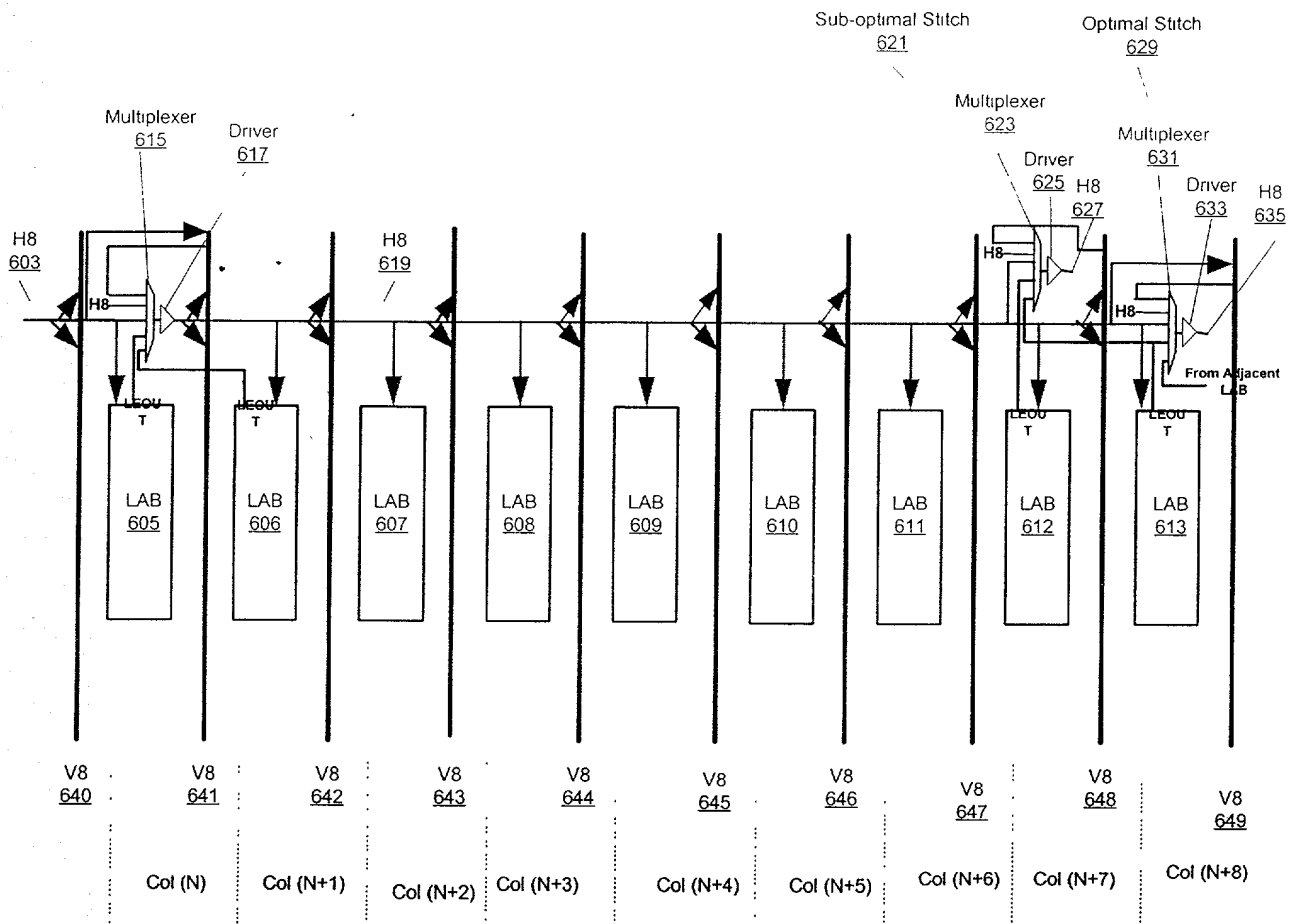 Sub-optimal Stitch
621
Optimal Stitch
629
Multiplexer
615
Driver
617
Multiplexer
623
Driver
625
H8
627
Multiplexer
631
Driver
633
H8
635
H8
603
H8
619
H8
H8
H8
From Adjacent
LAB
LEOU
T
LEOU
T
LEOU
T
LEOU
T
LAB
605
LAB
606
LAB
607
LAB
608
LAB
609
LAB
610
LAB
611
LAB
612
LAB
613
V8
640
V8
641
V8
642
V8
643
V8
644
V8
645
V8
646
V8
647
V8
648
V8
649
Col (N)
Col (N+1)
Col (N+2)
Col (N+3)
Col (N+4)
Col (N+5)
Col (N+6)
Col (N+7)
Col (N+8)